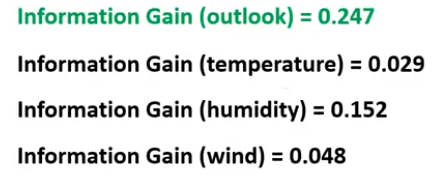 Information Gain (outlook) = 0.247
Information Gain (temperature) = 0.029
Information Gain (humidity) = 0.152
Information Gain (wind) = 0.048